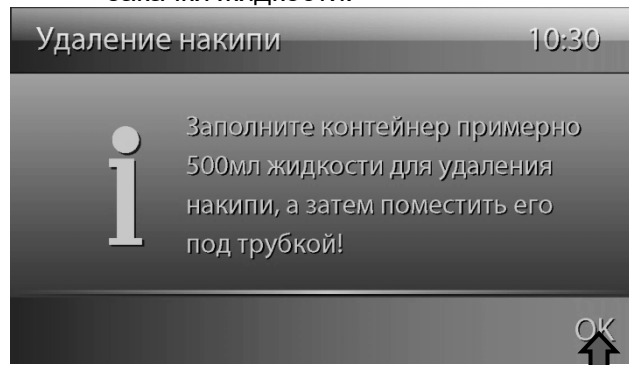 Удаление накипи 10:30
Заполните контейнер примерно
500мл жидкости для удаления
накипи, а затем поместить его
под трубкой!
OK